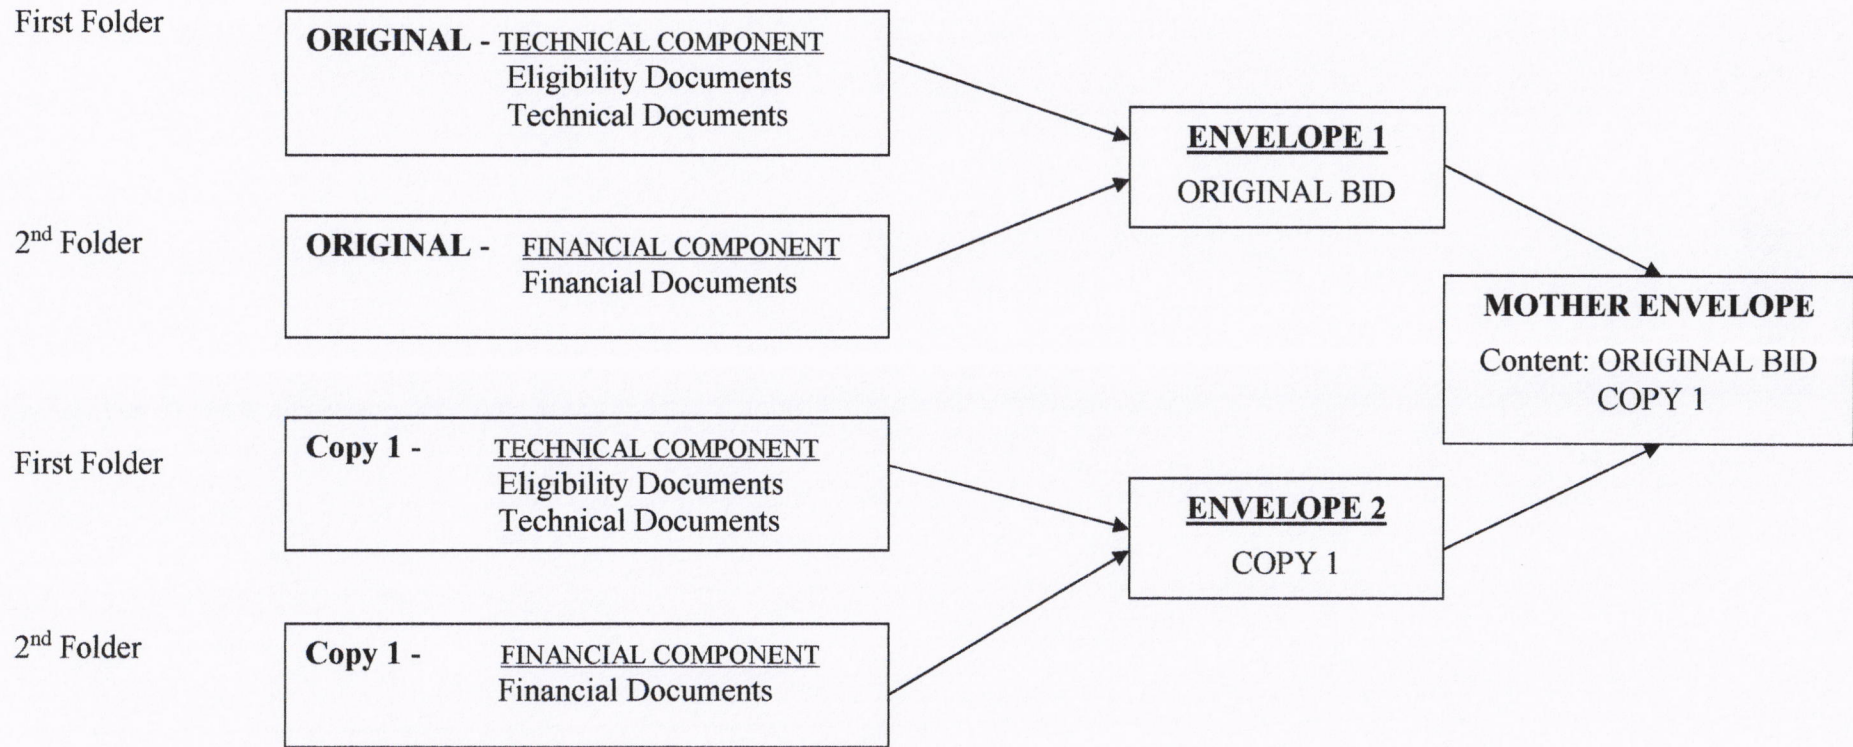 First Folder
ORIGINAL - TECHNICAL COMPONENT
Eligibility Documents
Technical Documents
ENVELOPE 1
ORIGINAL BID
2nd Folder
ORIGINAL - FINANCIAL COMPONENT
Financial Documents
MOTHER ENVELOPE
Content: ORIGINAL BID
COPY 1
First Folder
Copy 1 - TECHNICAL COMPONENT
Eligibility Documents
Technical Documents
ENVELOPE 2
COPY 1
2nd Folder
Copy 1 - FINANCIAL COMPONENT
Financial Documents